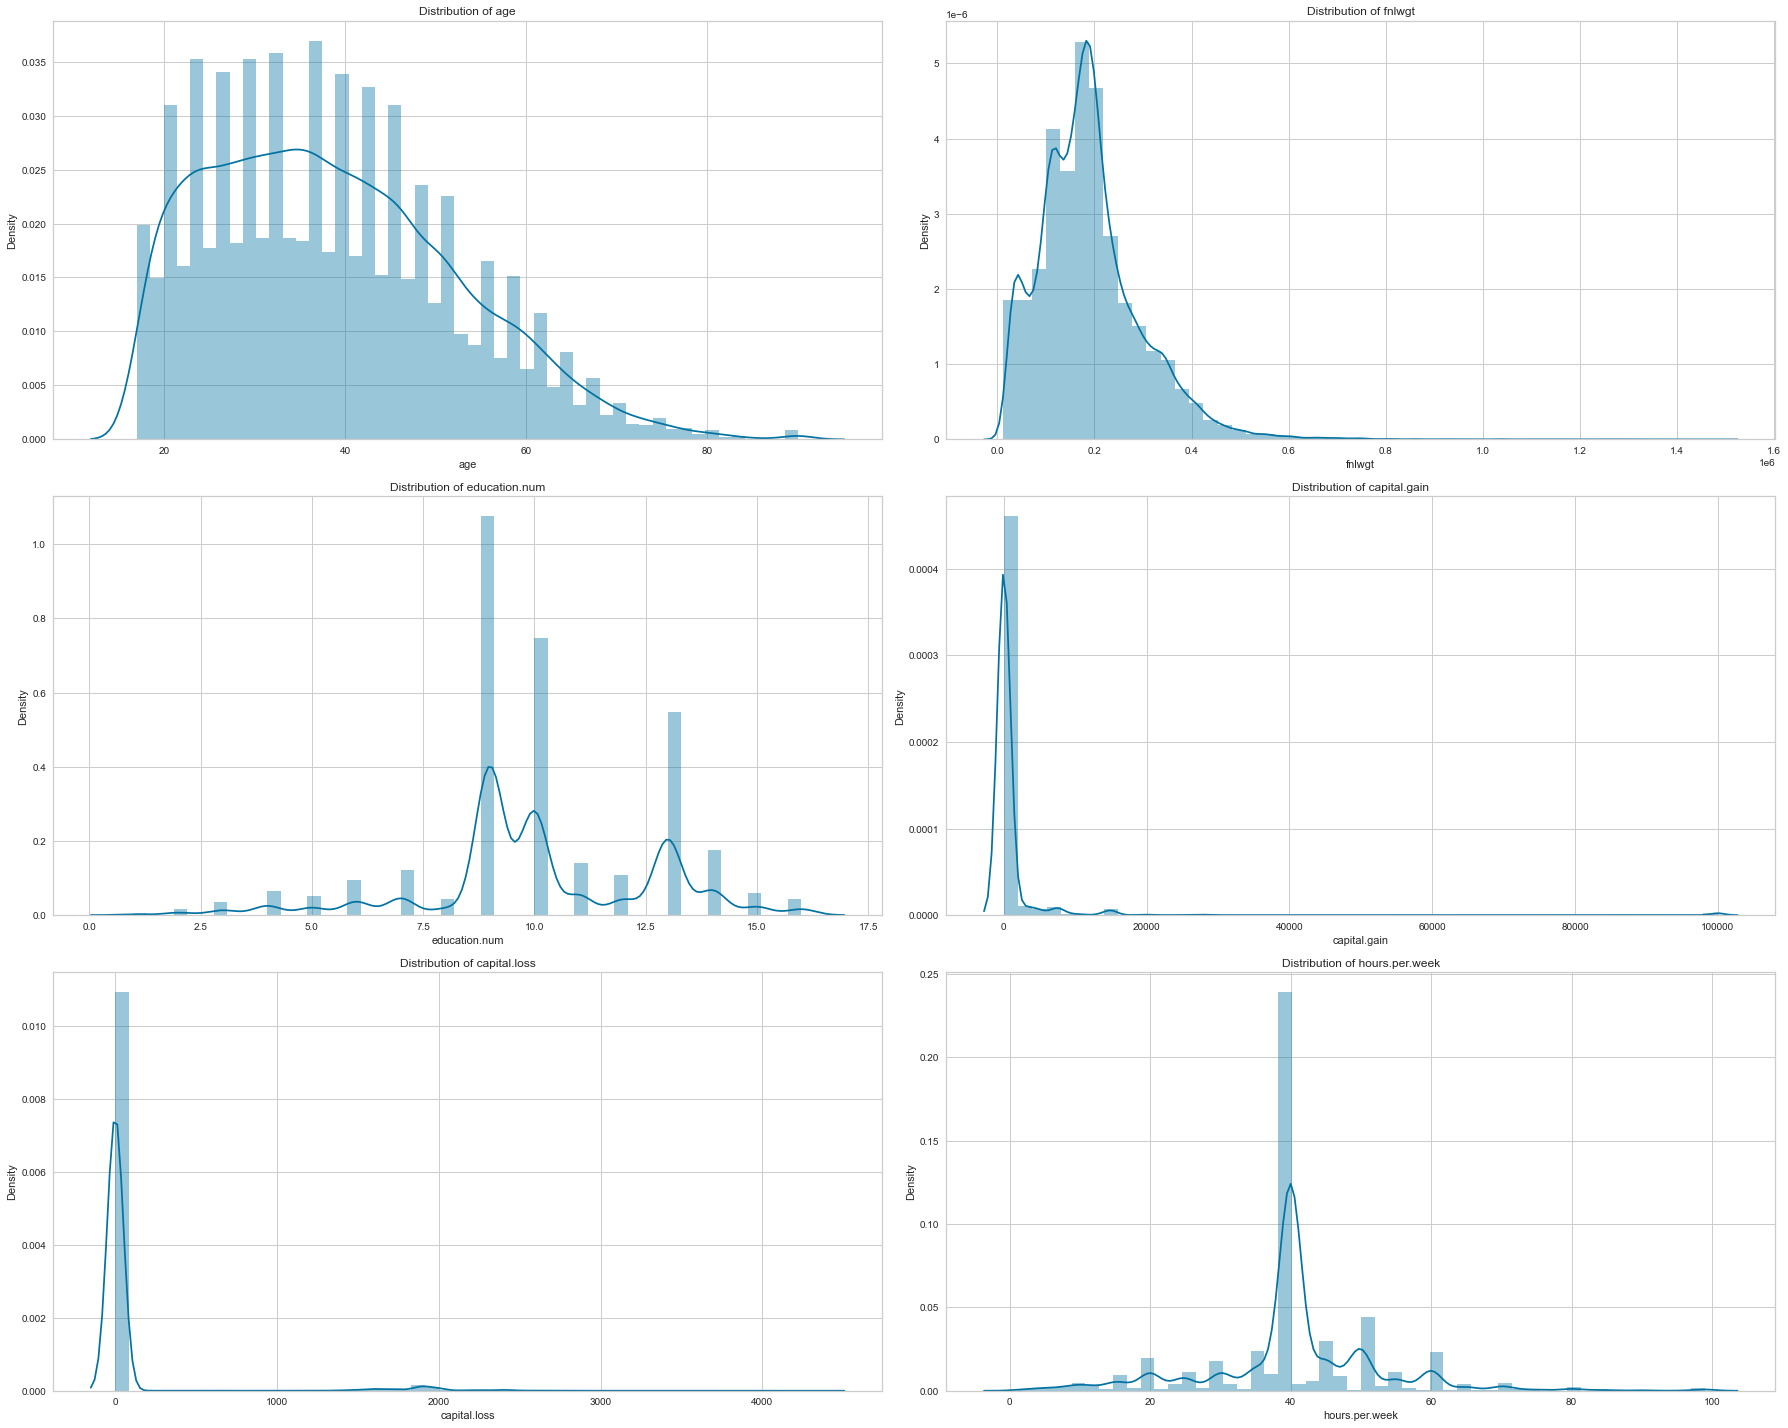 Distribution of age
0.035
0.030
0.025
0.020
0.015
0.010
0.005
0.000
Density
20 40 60 80
age
Distribution of fnlwgt
1e−6
5
4
3
2
1
0
Density
0.0 0.2 0.4 0.6 0.8 1.0 1.2 1.4 1.6
1e6
fnlwgt
Distribution of education.num
1.0
0.8
0.6
0.4
0.2
0.0
Density
0.0 2.5 5.0 7.5 10.0 12.5 15.0 17.5
education.num
Distribution of capital.gain
0.0004
0.0003
0.0002
0.0001
0.0000
Density
0 20000 40000 60000 80000 100000
capital.gain
Distribution of capital.loss
0.010
0.008
0.006
0.004
0.002
0.000
Density
0 1000 2000 3000 4000
capital.loss
Distribution of hours.per.week
0.25
0.20
0.15
0.10
0.05
0.00
Density
0 20 40 60 80 100
hours.per.week